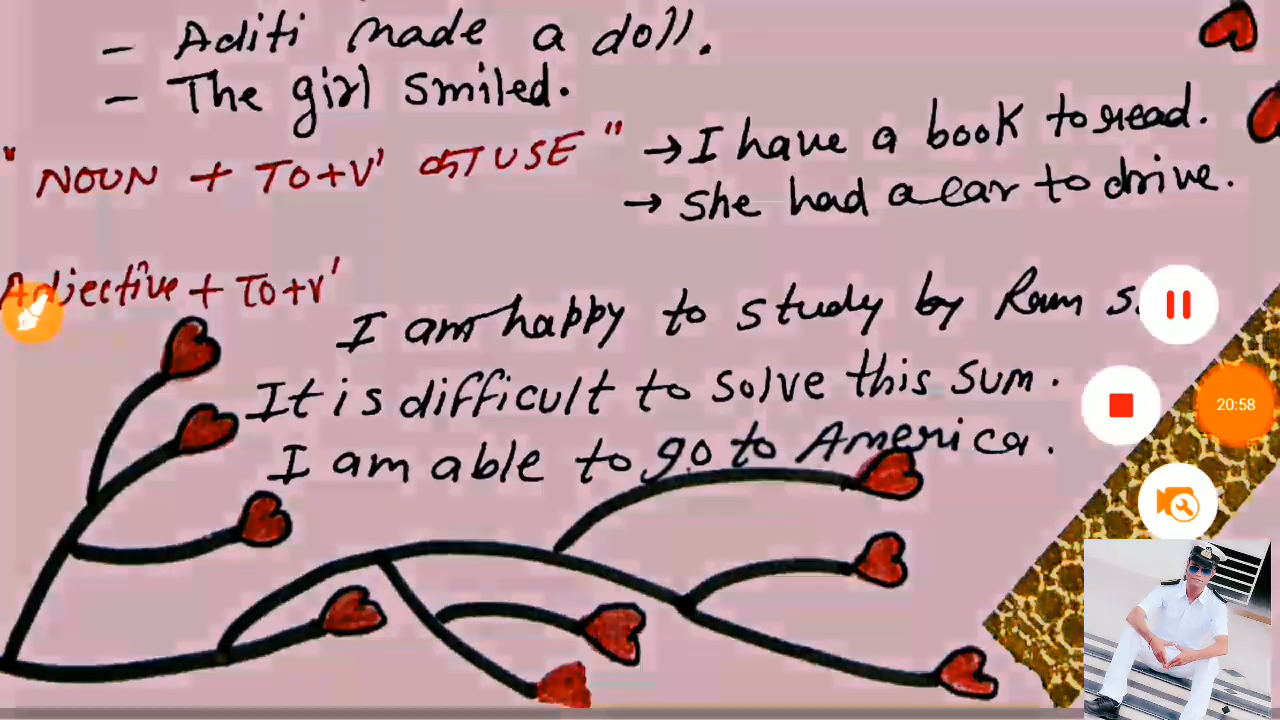 - Aditi made a doll.
- The girl smiled.
" NOUN + TO+V' का USE "
→ I have a book to read.
→ She had a car to drive.
Adjective + To+V'
I am happy to study by Ram s.
It is difficult to solve this sum.
I am able to go to America.
20:58